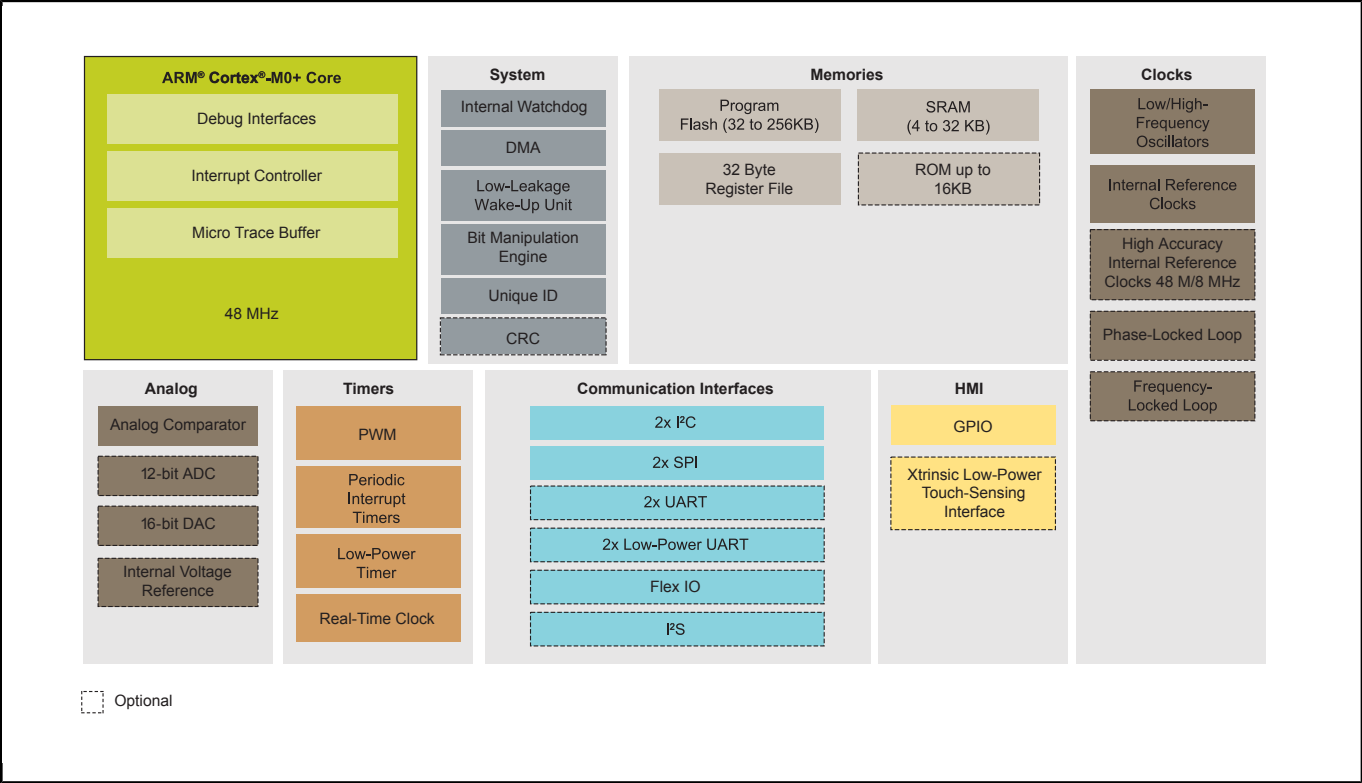 ARM® Cortex®-M0+ Core
Debug Interfaces
Interrupt Controller
Micro Trace Buffer
48 MHz
System
Internal Watchdog
DMA
Low-Leakage
Wake-Up Unit
Bit Manipulation
Engine
Unique ID
CRC
Memories
Program
Flash (32 to 256KB)
SRAM
(4 to 32 KB)
32 Byte
Register File
ROM up to
16KB
Clocks
Low/High-
Frequency
Oscillators
Internal Reference
Clocks
High Accuracy
Internal Reference
Clocks 48 M/8 MHz
Phase-Locked Loop
Frequency-
Locked Loop
Analog
Analog Comparator
12-bit ADC
16-bit DAC
Internal Voltage
Reference
Timers
PWM
Periodic
Interrupt
Timers
Low-Power
Timer
Real-Time Clock
Communication Interfaces
2x I²C
2x SPI
2x UART
2x Low-Power UART
Flex IO
I²S
HMI
GPIO
Xtrinsic Low-Power
Touch-Sensing
Interface
Optional